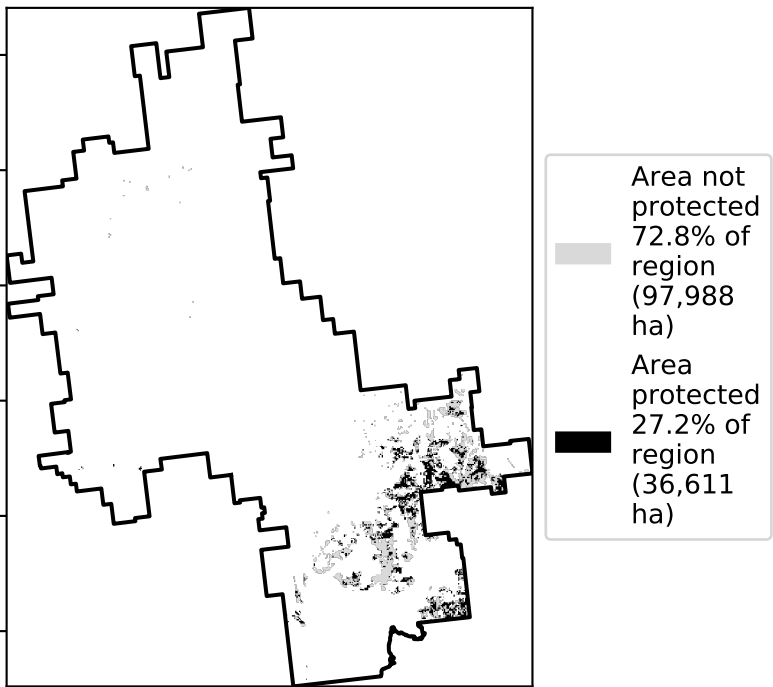 Area not
protected
72.8% of
region
(97,988
ha)
Area
protected
27.2% of
region
(36,611
ha)